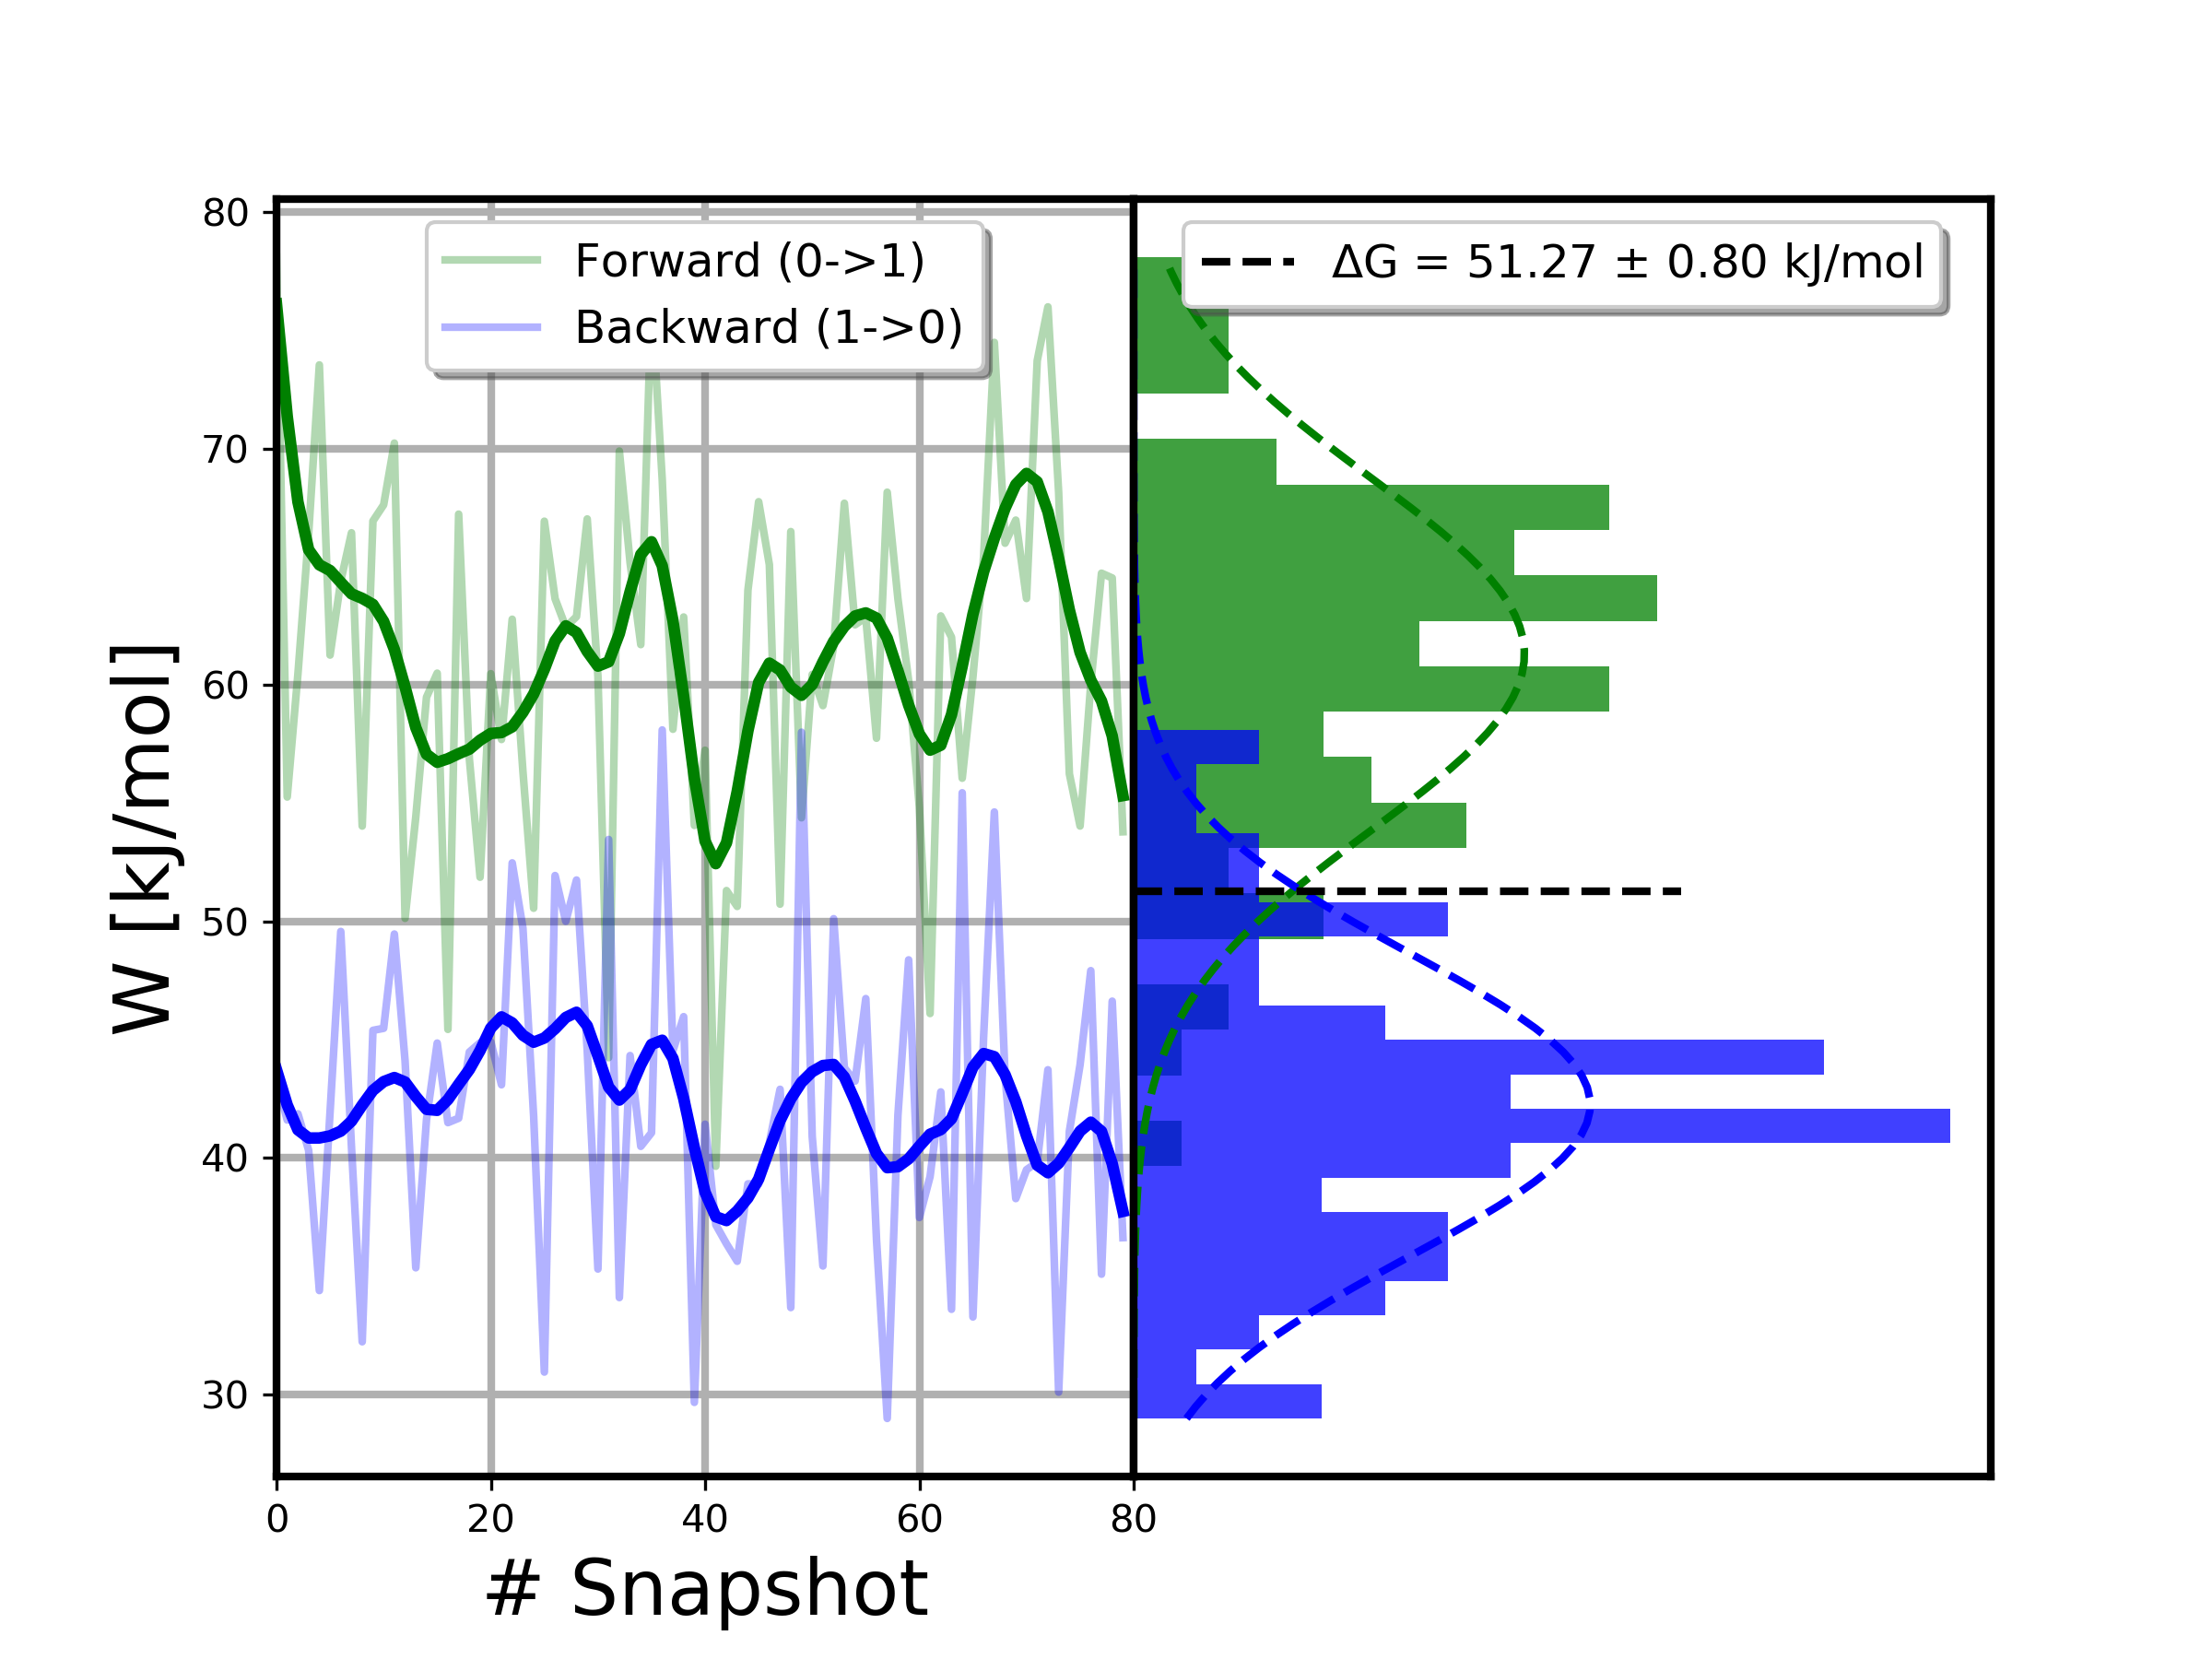 Forward (0->1)
Backward (1->0)
ΔG = 51.27 ± 0.80 kJ/mol
W [kJ/mol]
80
70
60
50
40
30
0 20 40 60 80
# Snapshot